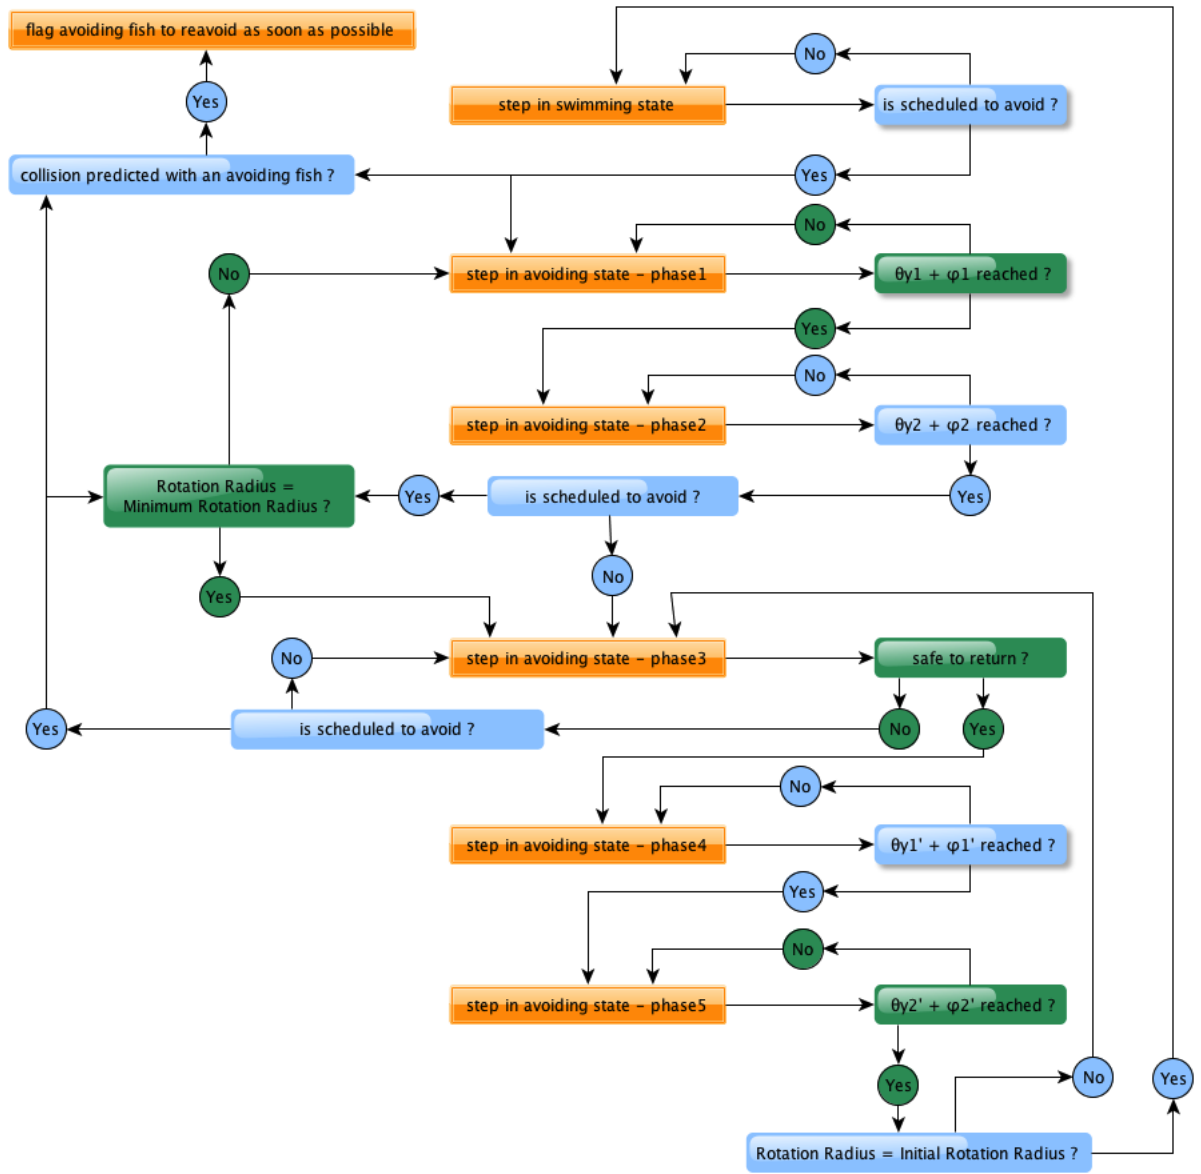 flag avoiding fish to reavoid as soon as possible
No
Yes
step in swimming state
is scheduled to avoid ?
collision predicted with an avoiding fish ?
Yes
No
No
step in avoiding state - phase1
θy1 + φ1 reached ?
Yes
No
step in avoiding state - phase2
θy2 + φ2 reached ?
Rotation Radius =
Minimum Rotation Radius ?
Yes
is scheduled to avoid ?
Yes
No
Yes
No
step in avoiding state - phase3
safe to return ?
Yes
is scheduled to avoid ?
No
Yes
No
step in avoiding state - phase4
θy1' + φ1' reached ?
Yes
No
step in avoiding state - phase5
θy2' + φ2' reached ?
Yes
No
Yes
Rotation Radius = Initial Rotation Radius ?